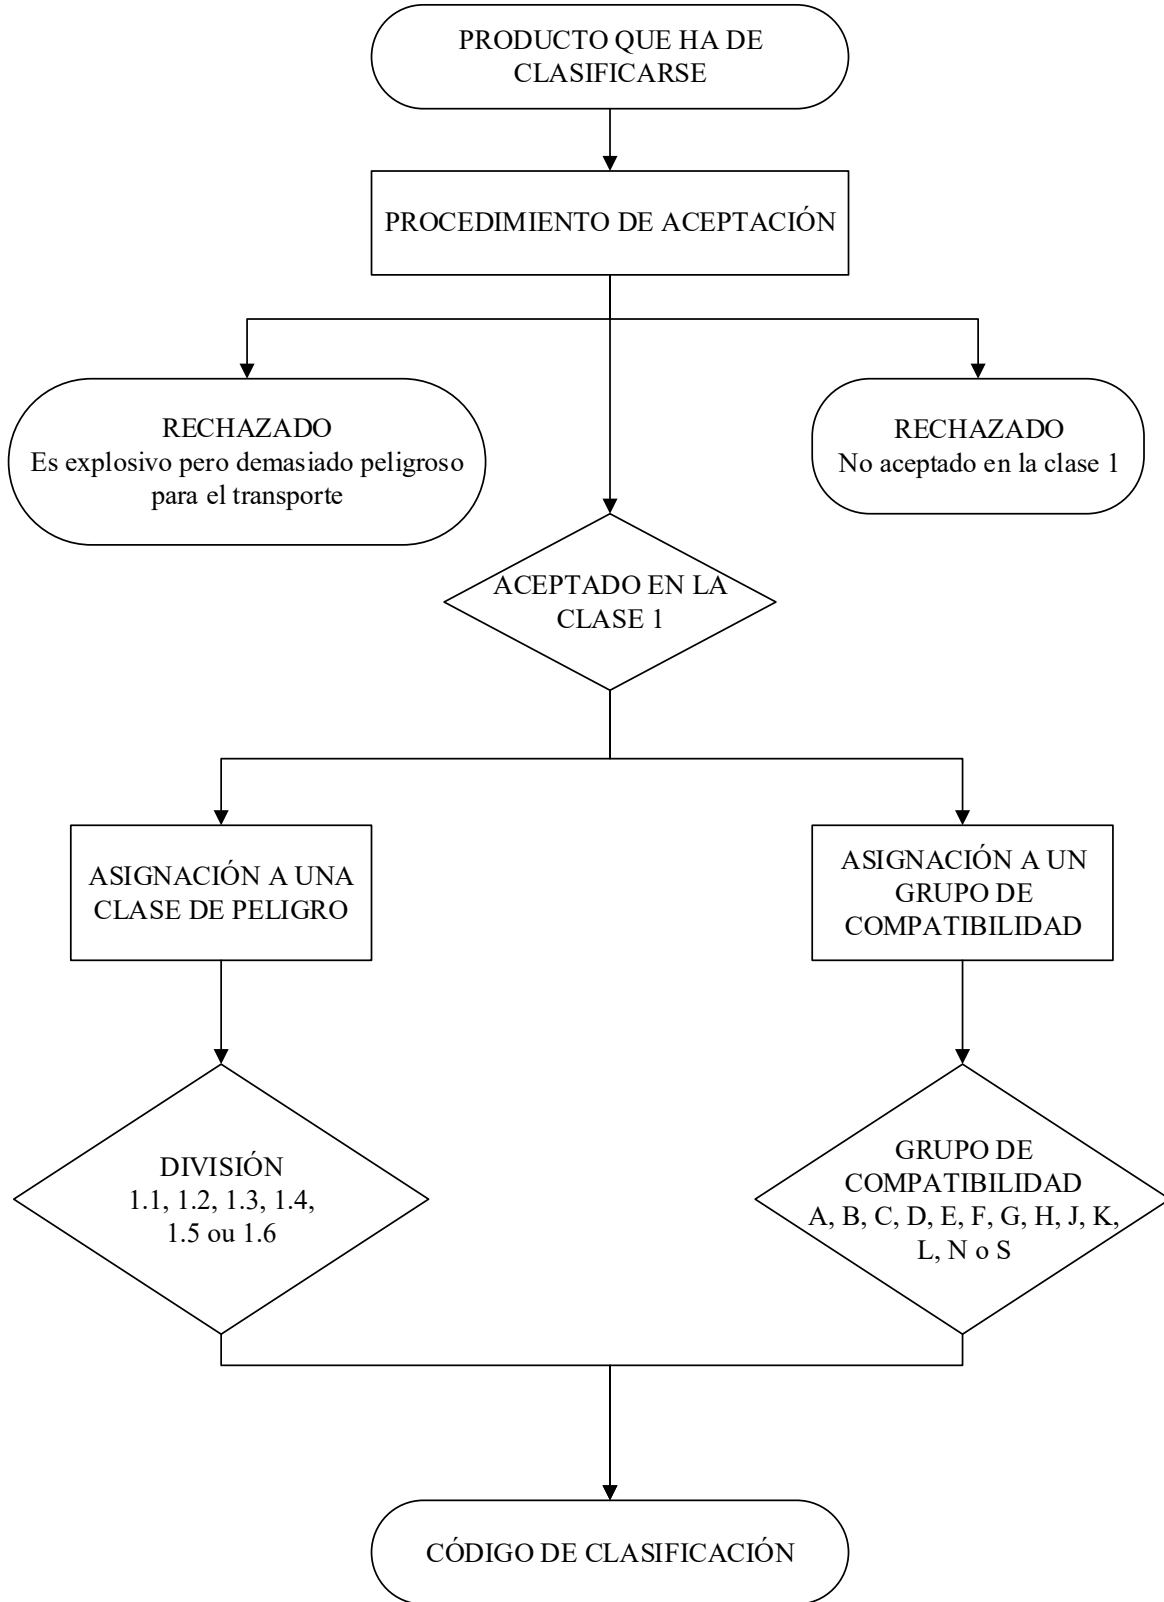 PRODUCTO QUE HA DE
CLASIFICARSE
PROCEDIMIENTO DE ACEPTACIÓN
RECHAZADO
Es explosivo pero demasiado peligroso
para el transporte
RECHAZADO
No aceptado en la clase 1
ACEPTADO EN LA
CLASE 1
ASIGNACIÓN A UNA
CLASE DE PELIGRO
ASIGNACIÓN A UN
GRUPO DE
COMPATIBILIDAD
DIVISIÓN
1.1, 1.2, 1.3, 1.4,
1.5 ou 1.6
GRUPO DE
COMPATIBILIDAD
A, B, C, D, E, F, G, H, J, K,
L, N o S
CÓDIGO DE CLASIFICACIÓN